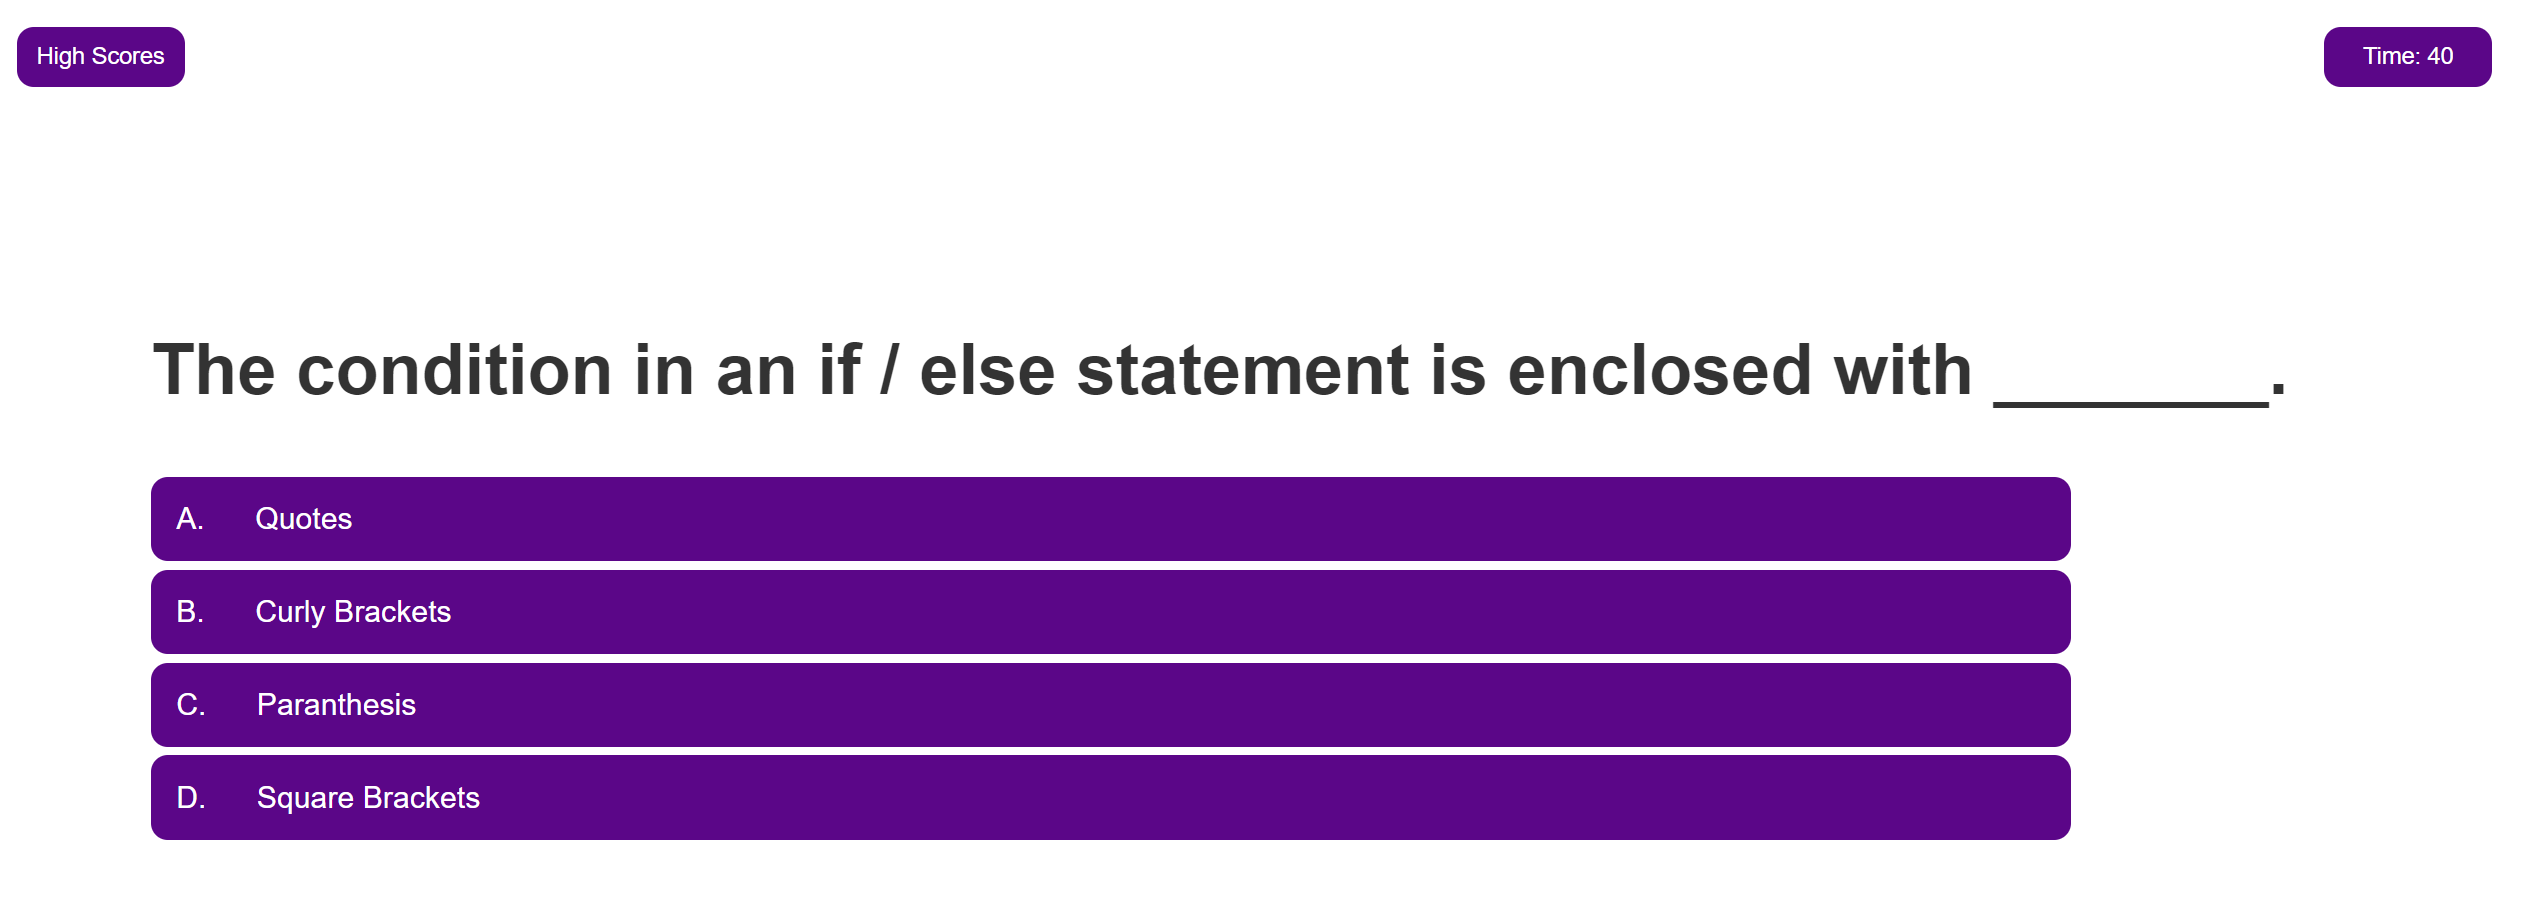 High Scores
Time: 40
The condition in an if / else statement is enclosed with _______.
A. Quotes
B. Curly Brackets
C. Paranthesis
D. Square Brackets